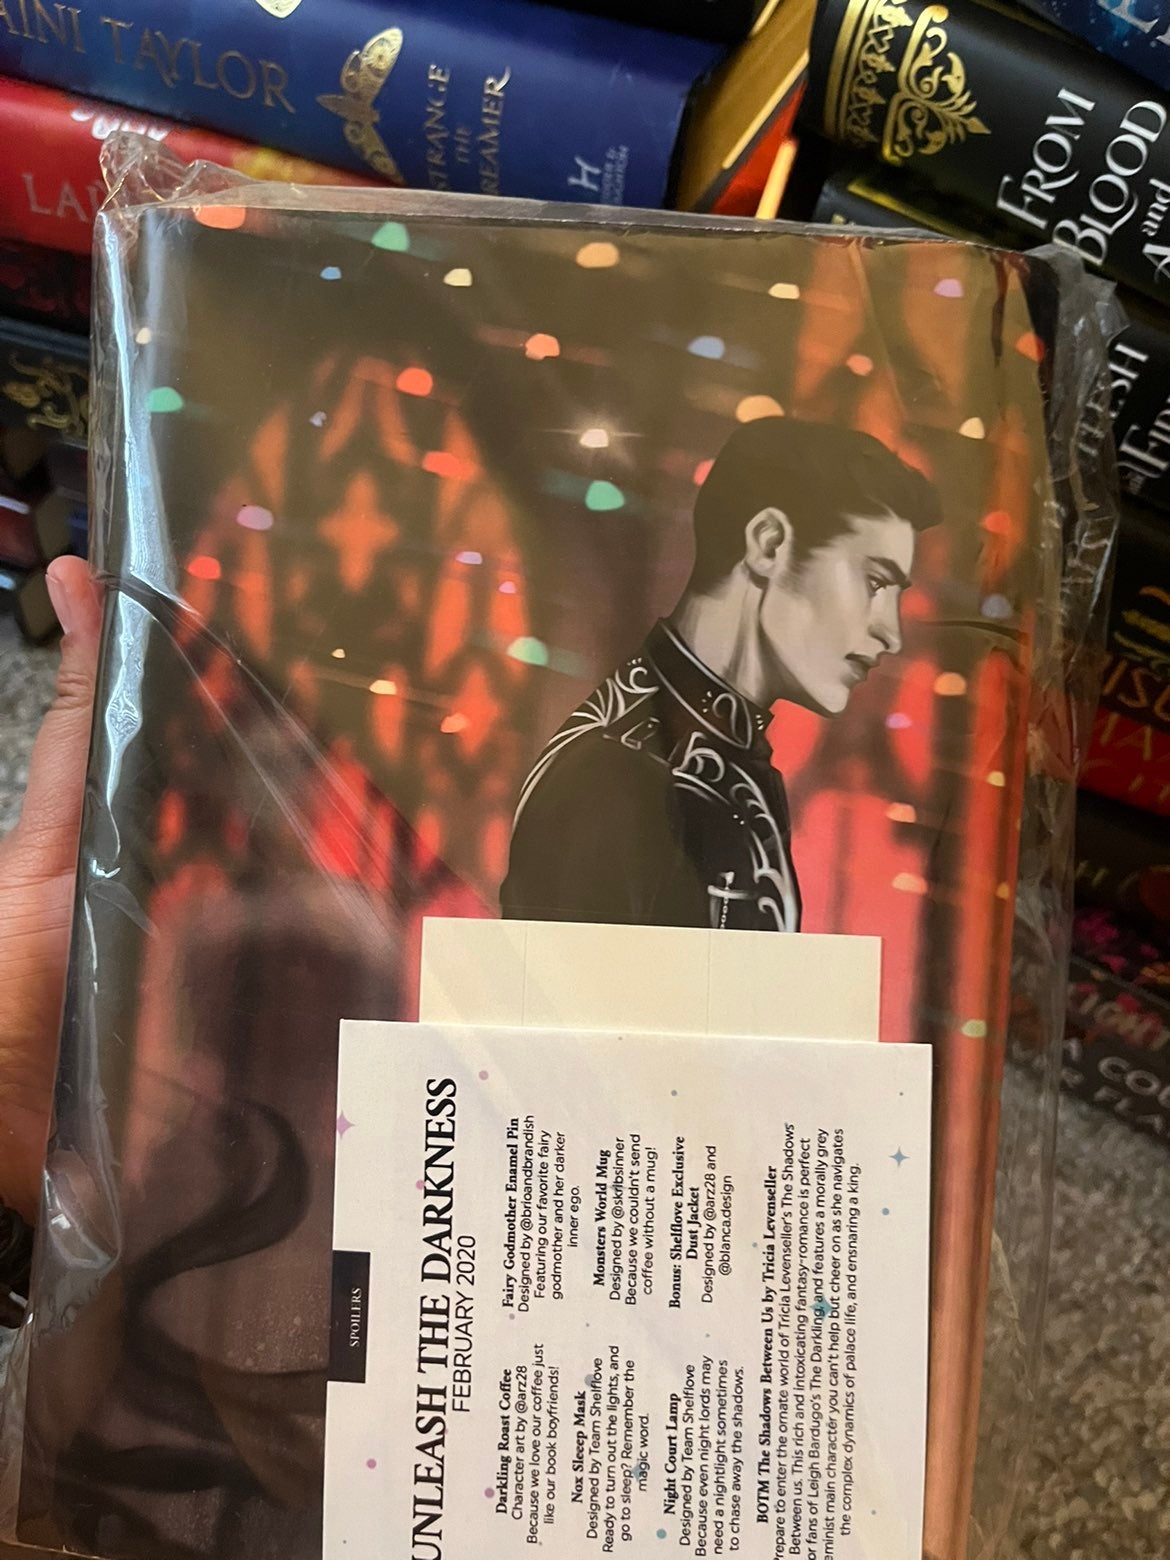 AINI TAYLOR
STRANGE
THE
DREAMER
H
LA
FROM
BLOOD
and
A
SPOILERS
UNLEASH THE DARKNESS
FEBRUARY 2020
Darkling Roast Coffee
Character art by @arz28
Because we love our coffee just
like our book boyfriends!
Nox Sleeep Mask
Designed by Team Shelflove
Ready to turn out the lights, and
go to sleep? Remember the
magic word.
Night Court Lamp
Designed by Team Shelflove
Because even night lords may
need a nightlight sometimes
to chase away the shadows.
Fairy Godmother Enamel Pin
Designed by @brioandbrandish
Featuring our favorite fairy
godmother and her darker
inner ego.
Monsters World Mug
Designed by @skribsinner
Because we couldn't send
coffee without a mug!
Bonus: Shelflove Exclusive
Dust Jacket
Designed by @arz28 and
@blanca.design
BOTM The Shadows Between Us by Tricia Levenseller
Prepare to enter the ornate world of Tricia Levenseller's The Shadows
Between us. This rich and intoxicating fantasy-romance is perfect
for fans of Leigh Bardugo's The Darkling, and features a morally grey
feminist main character you can't help but cheer on as she navigates
the complex dynamics of palace life, and ensnaring a king.